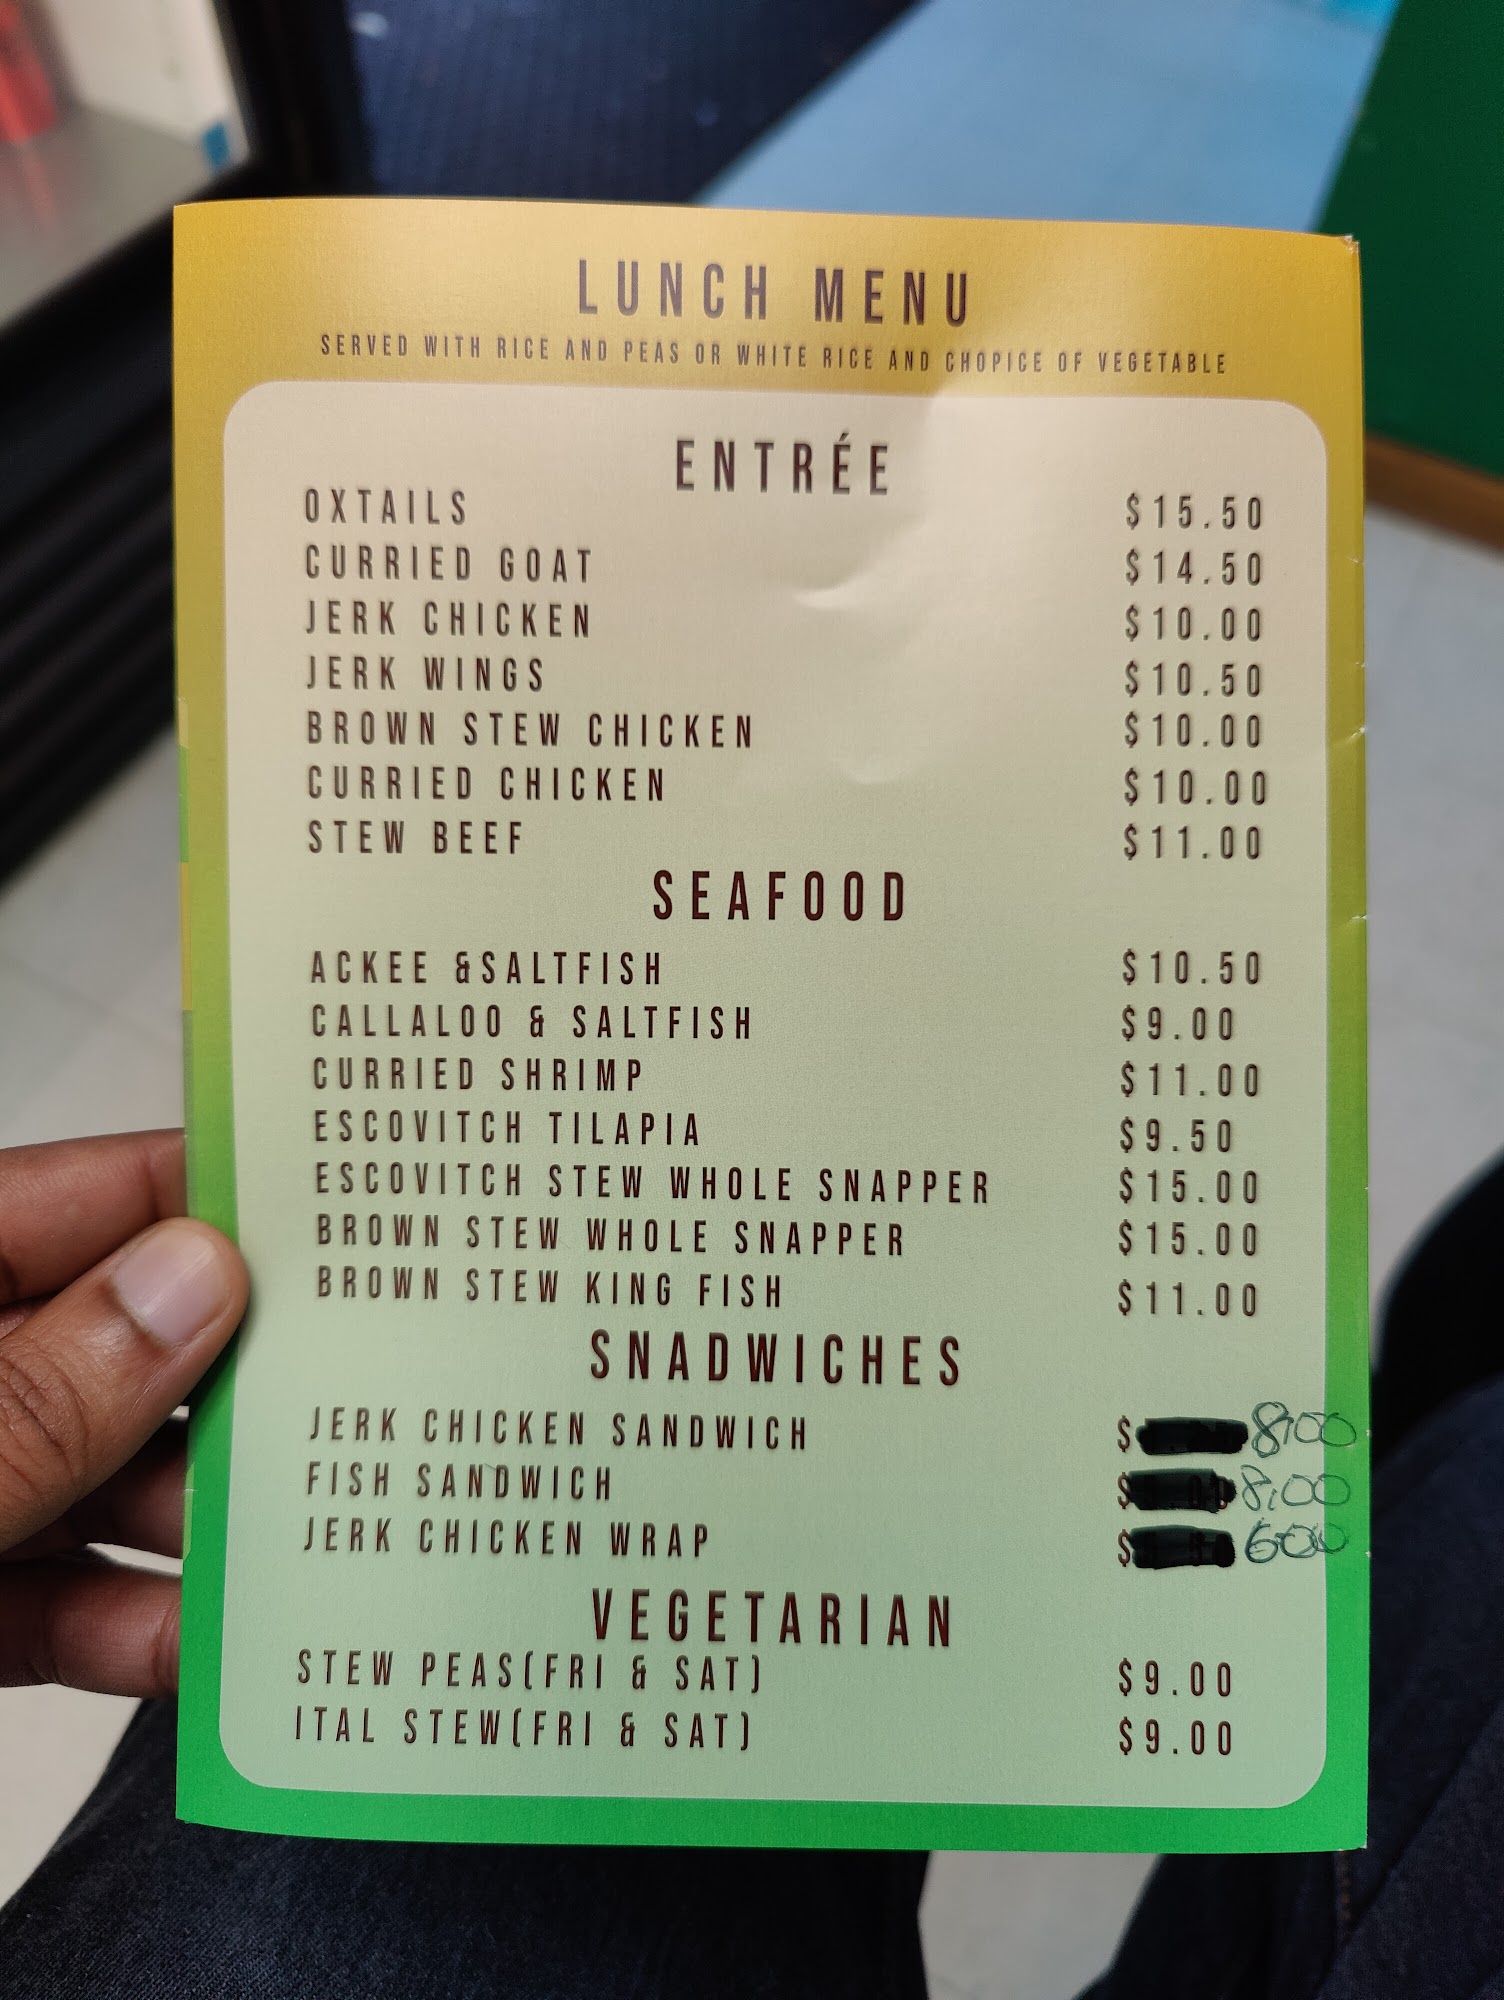 LUNCH MENU
SERVED WITH RICE AND PEAS OR WHITE RICE AND CHOPICE OF VEGETABLE
ENTRÉE
OXTAILS $15.50
CURRIED GOAT $14.50
JERK CHICKEN $10.00
JERK WINGS $10.50
BROWN STEW CHICKEN $10.00
CURRIED CHICKEN $10.00
STEW BEEF $11.00
SEAFOOD
ACKEE &SALTFISH $10.50
CALLALOO & SALTFISH $9.00
CURRIED SHRIMP $11.00
ESCOVITCH TILAPIA $9.50
ESCOVITCH STEW WHOLE SNAPPER $15.00
BROWN STEW WHOLE SNAPPER $15.00
BROWN STEW KING FISH $11.00
SNADWICHES
JERK CHICKEN SANDWICH $ 8.00
FISH SANDWICH $ 8.00
JERK CHICKEN WRAP $ 600
VEGETARIAN
STEW PEAS(FRI & SAT) $9.00
ITAL STEW(FRI & SAT) $9.00